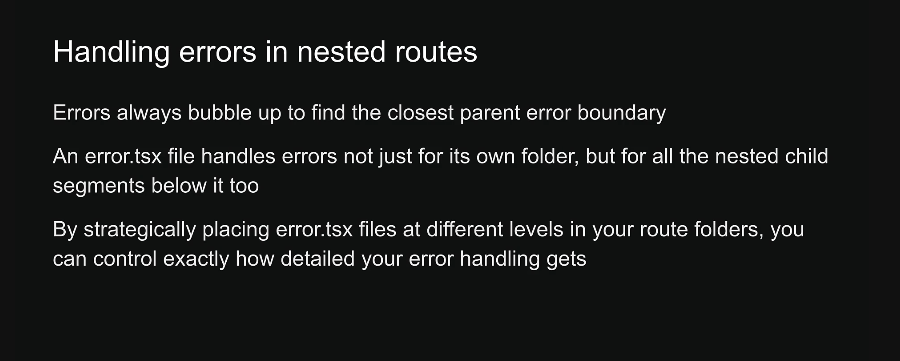 Handling errors in nested routes
Errors always bubble up to find the closest parent error boundary
An error.tsx file handles errors not just for its own folder, but for all the nested child
segments below it too
By strategically placing error.tsx files at different levels in your route folders, you
can control exactly how detailed your error handling gets